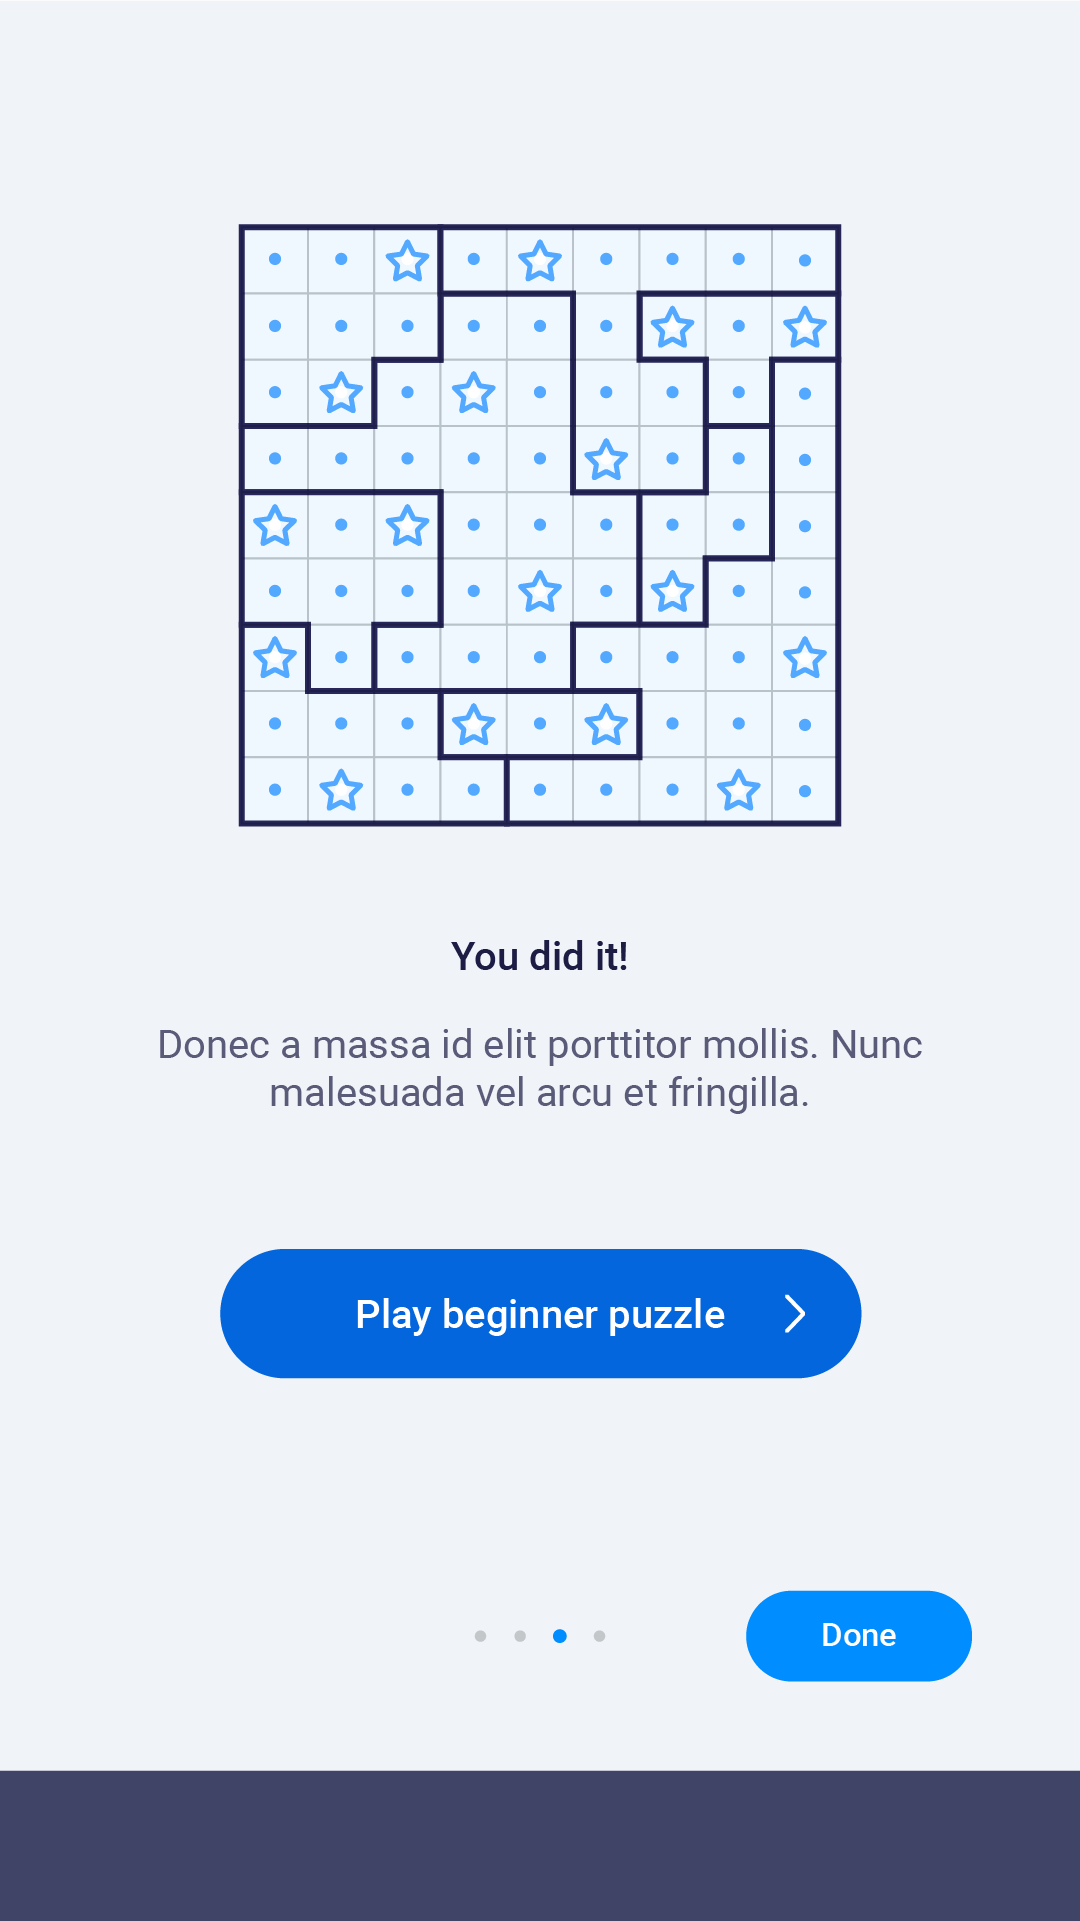 You did it!
Donec a massa id elit porttitor mollis. Nunc
malesuada vel arcu et fringilla.
Play beginner puzzle
Done